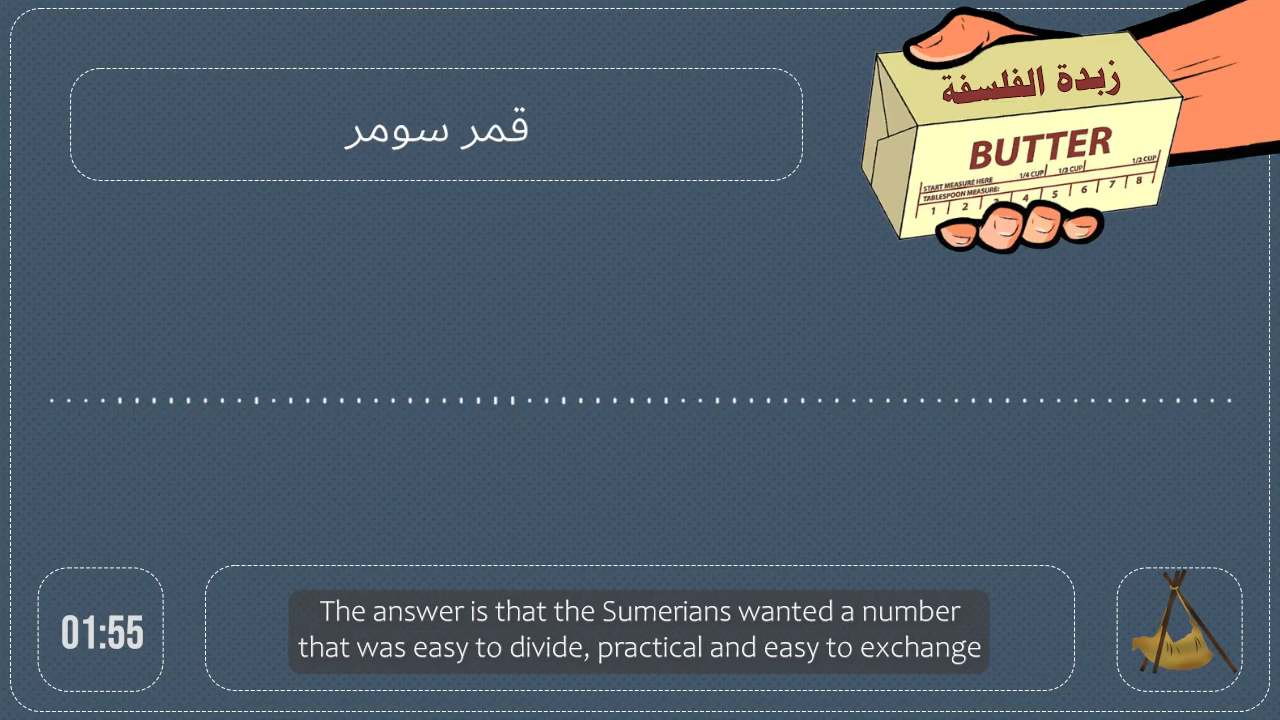 قمر سومر
زبدة الفلسفة
BUTTER
START MEASURE HERE 1/4 CUP 1/3 CUP 1/2 CUP
TABLESPOON MEASURE:
1 2 3 4 5 6 7 8
01:55
The answer is that the Sumerians wanted a number
that was easy to divide, practical and easy to exchange